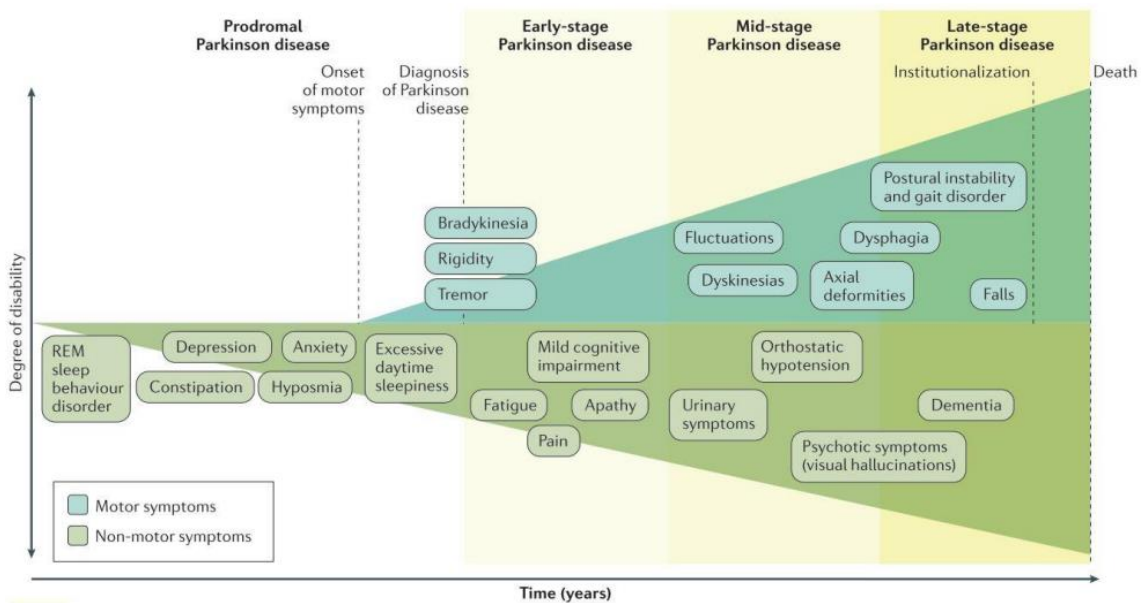 Prodromal
Parkinson disease
Early-stage
Parkinson disease
Mid-stage
Parkinson disease
Late-stage
Parkinson disease
Onset
of motor
symptoms
Diagnosis
of Parkinson
disease
Institutionalization
Death
Degree of disability
Postural instability
and gait disorder
Bradykinesia
Rigidity
Tremor
Fluctuations
Dysphagia
Dyskinesias
Axial
deformities
Falls
REM
sleep
behaviour
disorder
Depression
Anxiety
Constipation
Hyposmia
Excessive
daytime
sleepiness
Mild cognitive
impairment
Fatigue
Apathy
Pain
Orthostatic
hypotension
Urinary
symptoms
Dementia
Psychotic symptoms
(visual hallucinations)
Motor symptoms
Non-motor symptoms
Time (years)